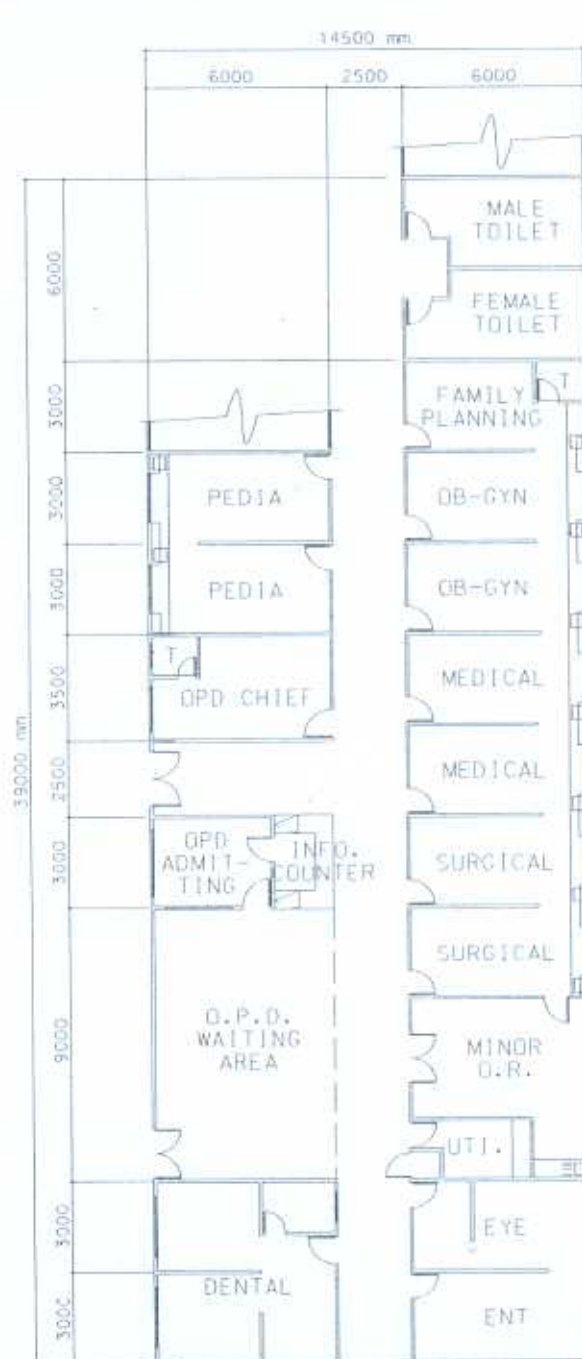 14500 mm
6000
2500
6000
39000 mm
6000
3000
3000
3000
3500
2500
3000
9000
3000
3000
MALE
TOILET
FEMALE
TOILET
FAMILY
PLANNING
T
PEDIA
OB-GYN
PEDIA
OB-GYN
T
OPD CHIEF
MEDICAL
MEDICAL
OPD
ADMIT-
TING
INFO.
COUNTER
SURGICAL
SURGICAL
O.P.D.
WAITING
AREA
MINOR
O.R.
UTI.
EYE
DENTAL
ENT